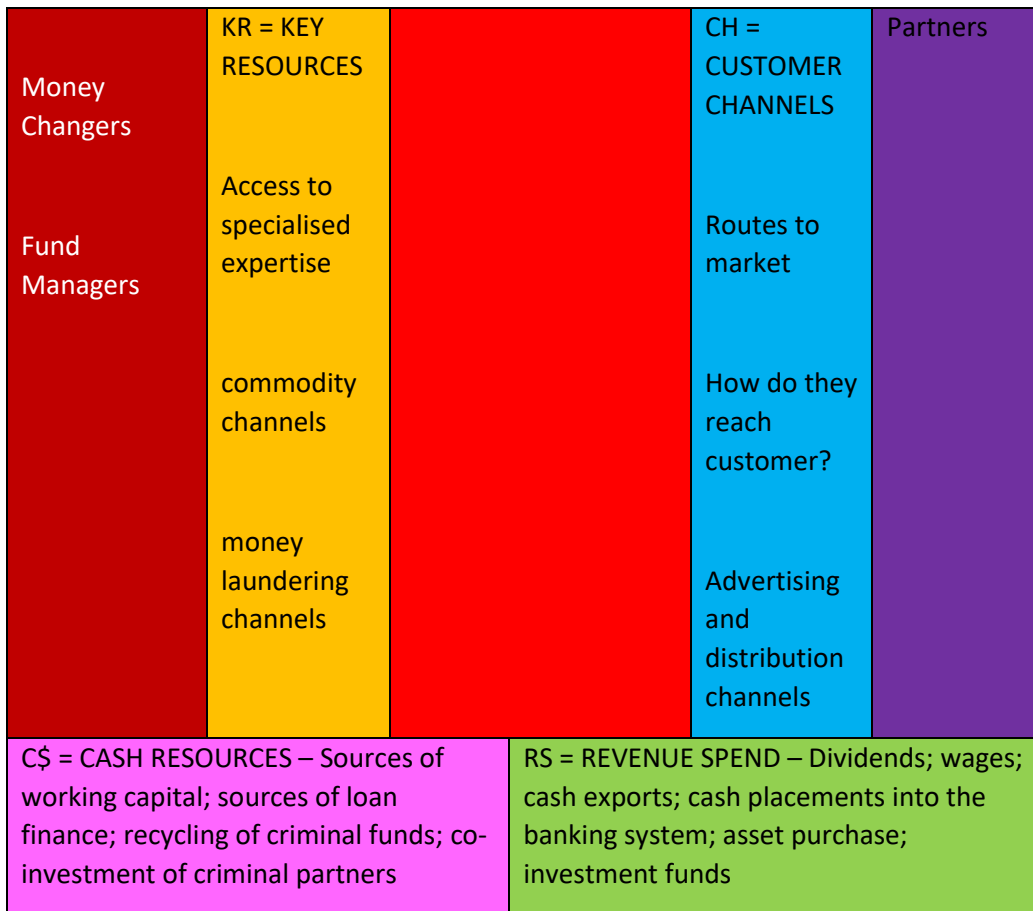 Money
Changers
Fund
Managers
KR = KEY
RESOURCES
Access to
specialised
expertise
commodity
channels
money
laundering
channels
CH =
CUSTOMER
CHANNELS
Routes to
market
How do they
reach
customer?
Advertising
and
distribution
channels
Partners
C$ = CASH RESOURCES – Sources of
working capital; sources of loan
finance; recycling of criminal funds; co-
investment of criminal partners
RS = REVENUE SPEND – Dividends; wages;
cash exports; cash placements into the
banking system; asset purchase;
investment funds